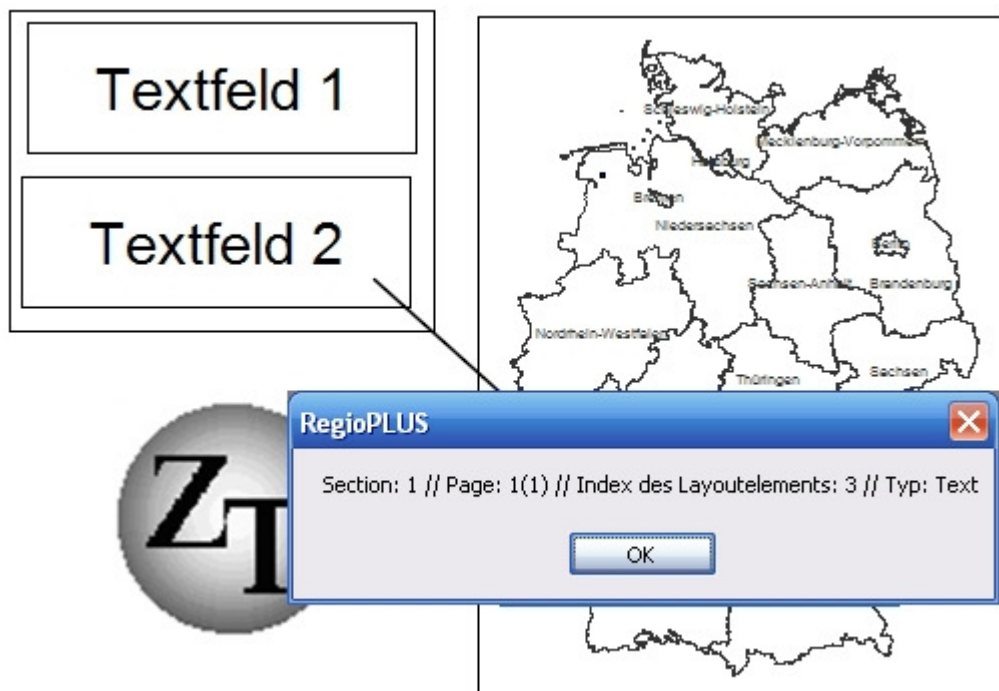 Textfeld 1
Textfeld 2
Schleswig-Holstein
Mecklenburg-Vorpommern
Hamburg
Bremen
Niedersachsen
Berlin
Sachsen-Anhalt
Brandenburg
Nordrhein-Westfalen
Sachsen
Thüringen
RegioPLUS
Section: 1 // Page: 1(1) // Index des Layoutelements: 3 // Typ: Text
OK
ZT